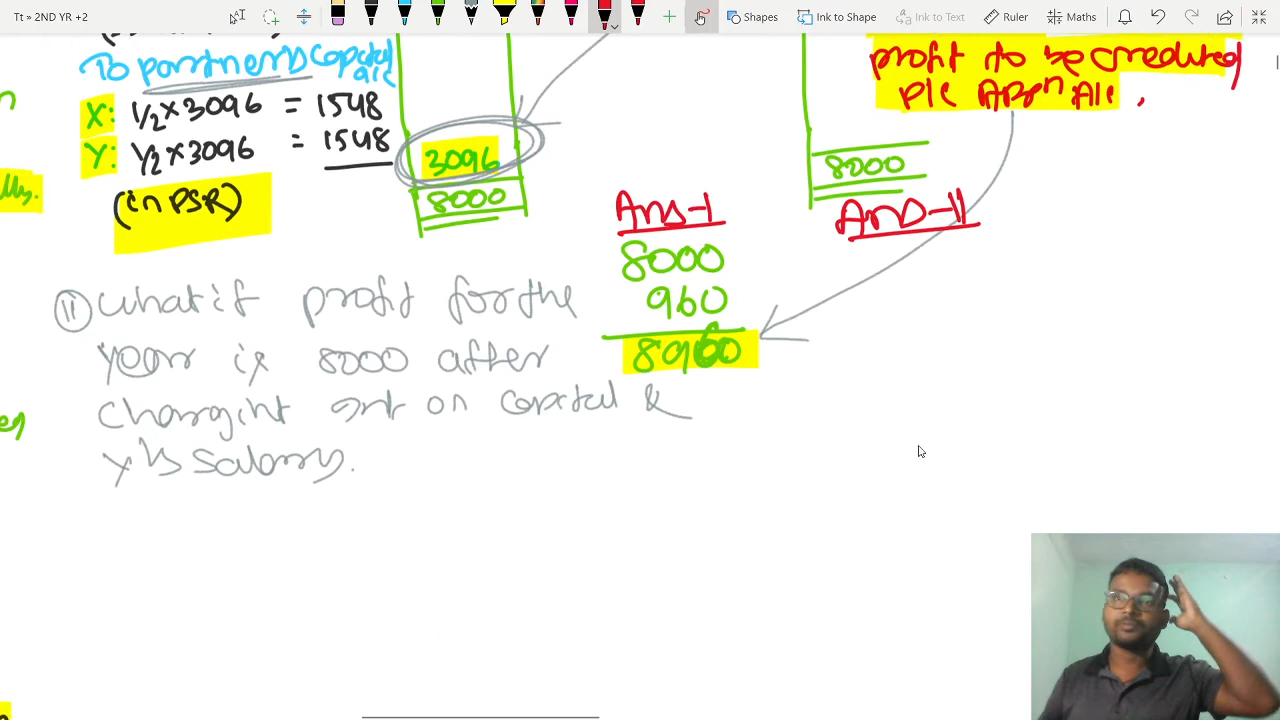 Tt » 2ND YR +2
Shapes
Ink to Shape
Ink to Text
Ruler
Maths
To partners Capital a/c
X: 1/2 x 3096 = 1548
Y: 1/2 x 3096 = 1548
(in PSR)
3096
8000
profit to be credited
P/L APPn A/c,
8000
Ans-I
8000
960
8960
Ans-II
(II) What if profit for the
year is 8000 after
Charging int on Capital &
X's Salary.